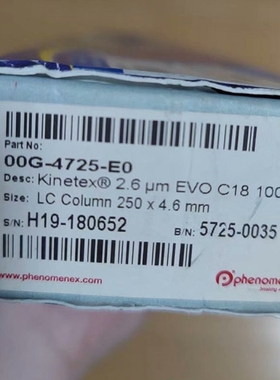 Part No:
00G-4725-E0
Desc: Kinetex® 2.6 µm EVO C18 100
Size: LC Column 250 x 4.6 mm
S/N: H19-180652 B/N: 5725-0035
www.phenomenex.com phenome